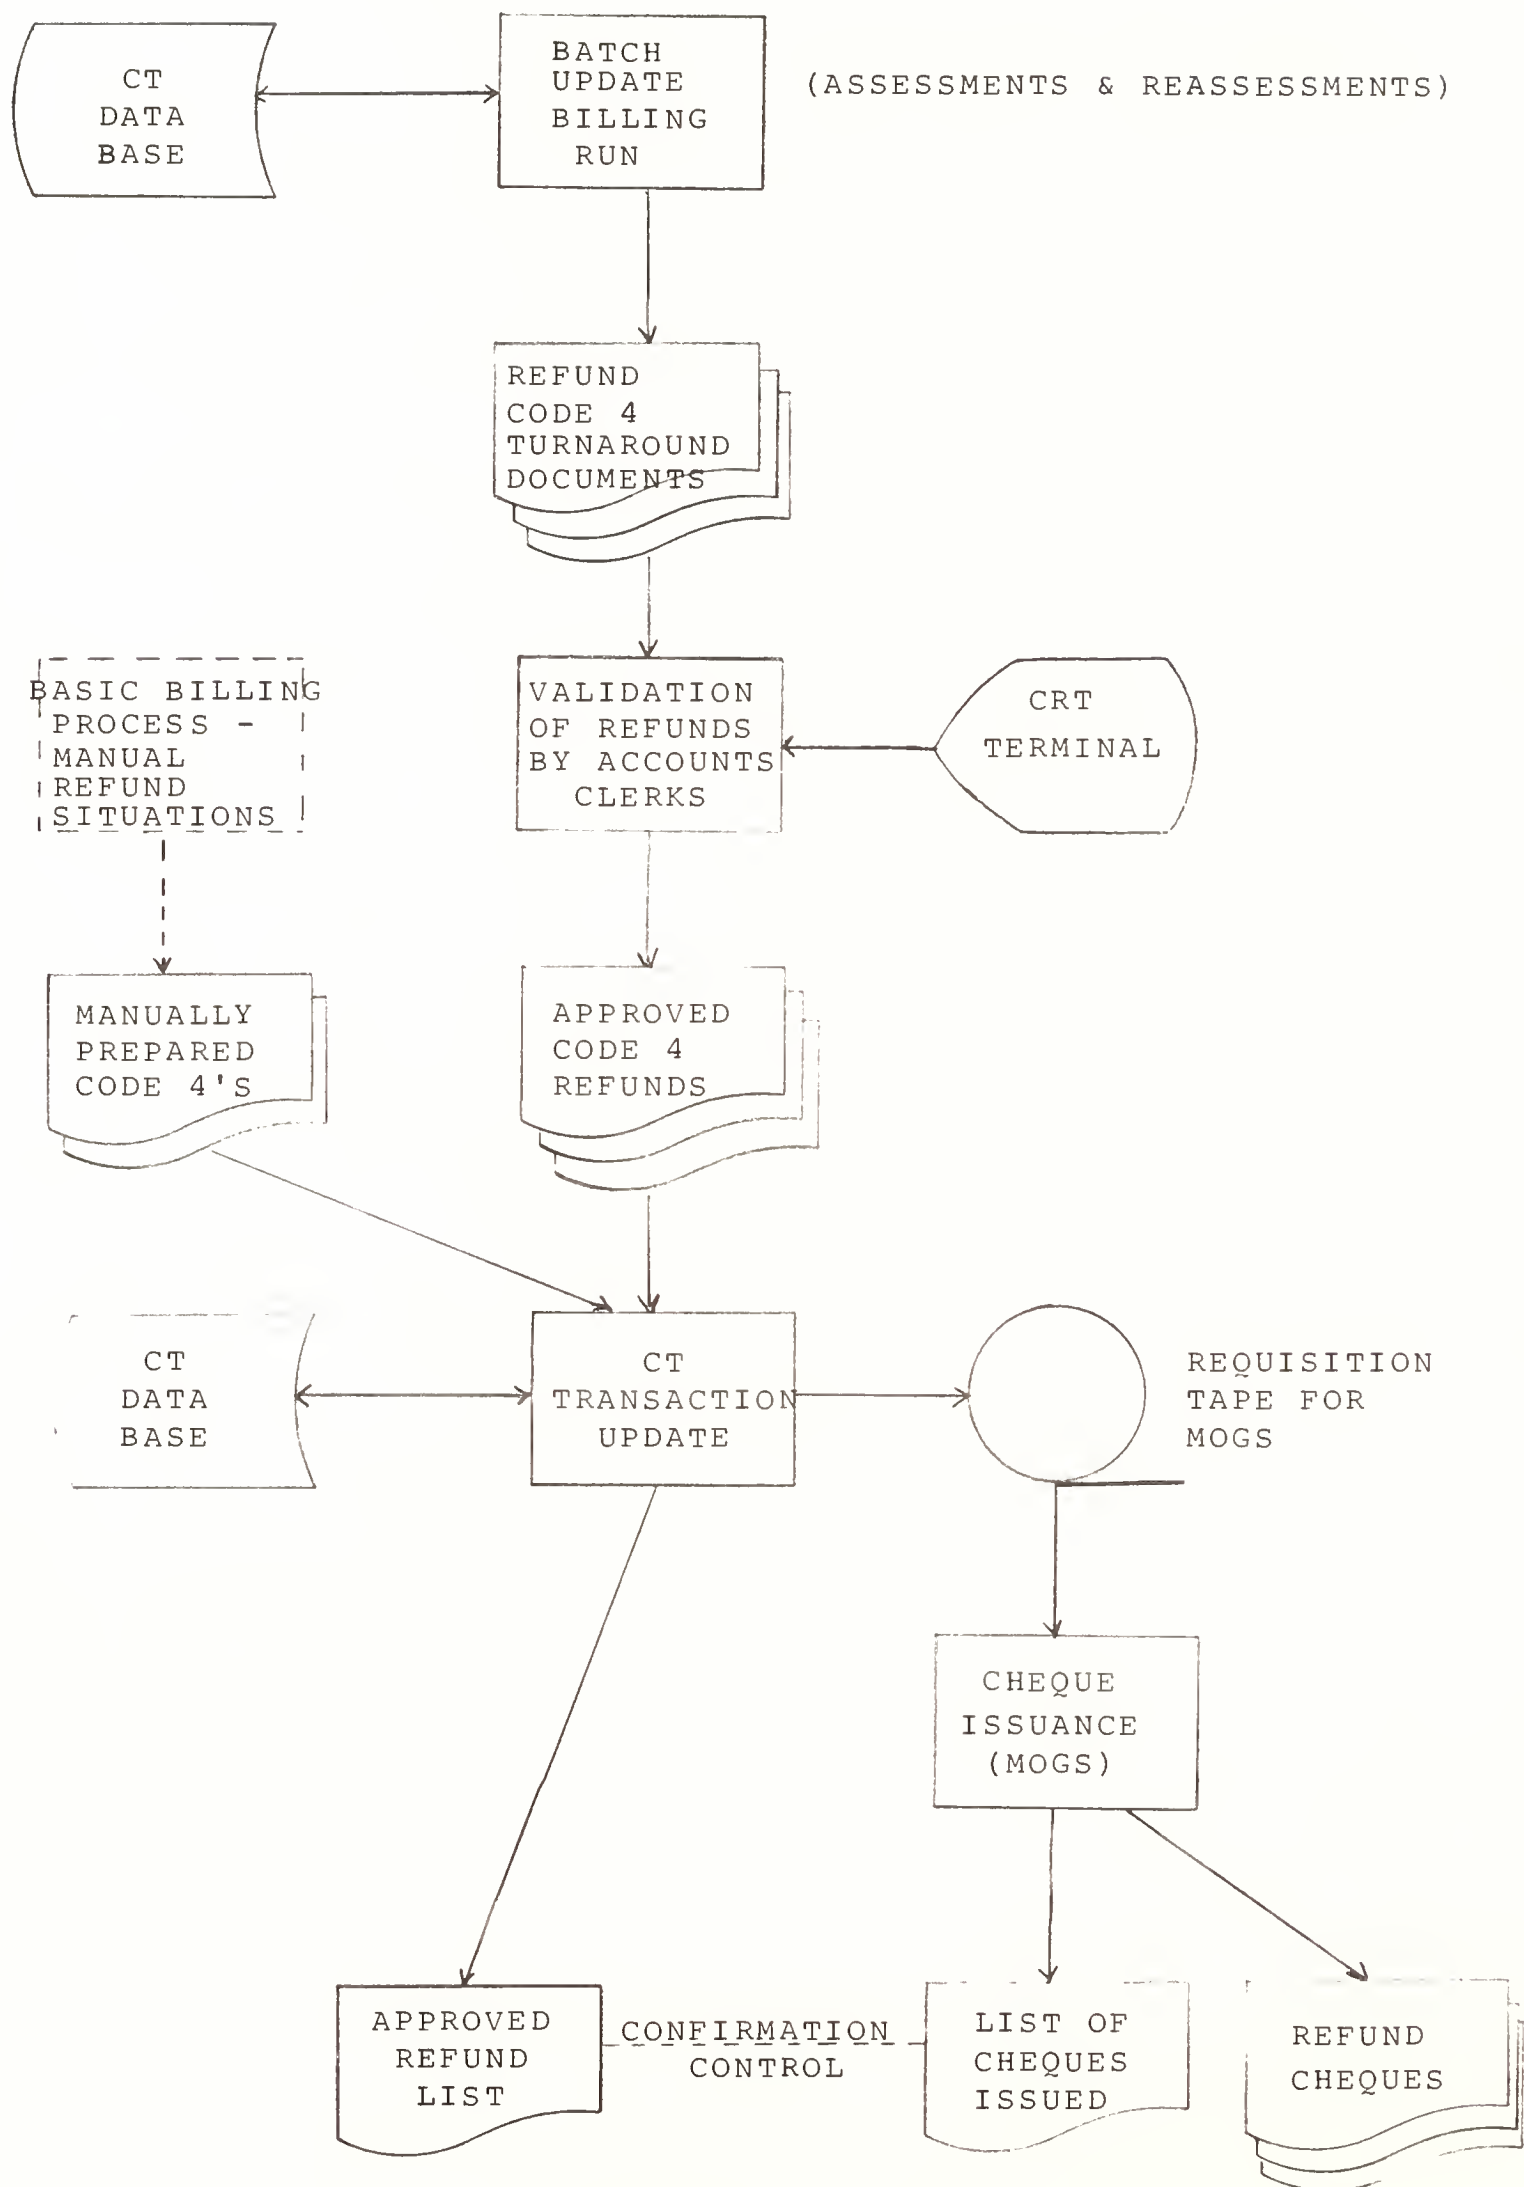 CT
DATA
BASE
BATCH
UPDATE
BILLING
RUN
(ASSESSMENTS & REASSESSMENTS)
REFUND
CODE 4
TURNAROUND
DOCUMENTS
BASIC BILLING
PROCESS -
MANUAL
REFUND
SITUATIONS
VALIDATION
OF REFUNDS
BY ACCOUNTS
CLERKS
CRT
TERMINAL
MANUALLY
PREPARED
CODE 4'S
APPROVED
CODE 4
REFUNDS
CT
DATA
BASE
CT
TRANSACTION
UPDATE
REQUISITION
TAPE FOR
MOGS
CHEQUE
ISSUANCE
(MOGS)
APPROVED
REFUND
LIST
CONFIRMATION
CONTROL
LIST OF
CHEQUES
ISSUED
REFUND
CHEQUES